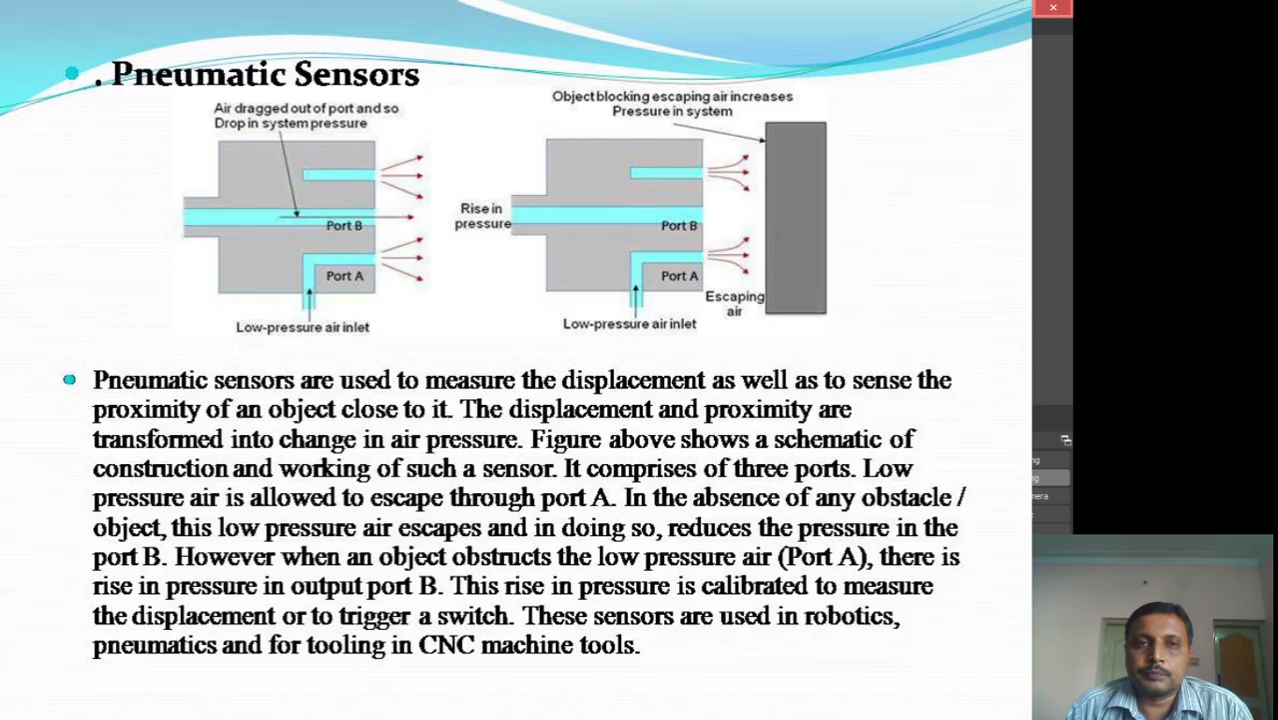 . Pneumatic Sensors
Air dragged out of port and so
Drop in system pressure
Port B
Port A
Low-pressure air inlet
Object blocking escaping air increases
Pressure in system
Rise in
pressure
Port B
Port A
Escaping
air
Low-pressure air inlet
Pneumatic sensors are used to measure the displacement as well as to sense the
proximity of an object close to it. The displacement and proximity are
transformed into change in air pressure. Figure above shows a schematic of
construction and working of such a sensor. It comprises of three ports. Low
pressure air is allowed to escape through port A. In the absence of any obstacle /
object, this low pressure air escapes and in doing so, reduces the pressure in the
port B. However when an object obstructs the low pressure air (Port A), there is
rise in pressure in output port B. This rise in pressure is calibrated to measure
the displacement or to trigger a switch. These sensors are used in robotics,
pneumatics and for tooling in CNC machine tools.